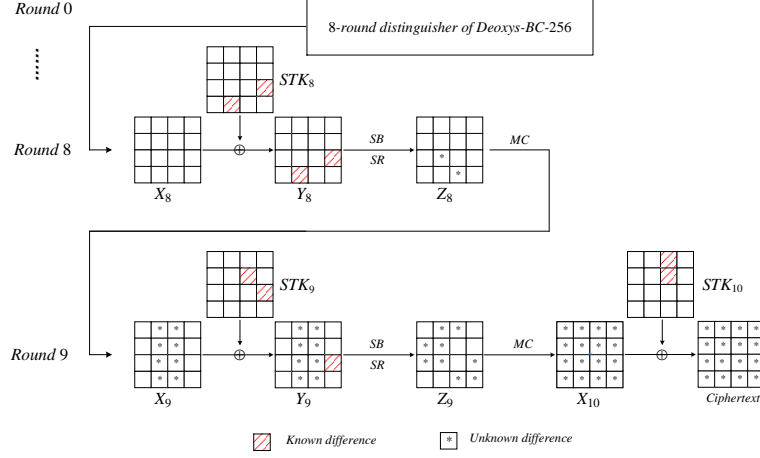 Round 0
8-round distinguisher of Deoxys-BC-256
STK8
Round 8
SB
SR
MC
X8
Y8
Z8
*
*
STK9
STK10
Round 9
SB
SR
MC
* * * * * * * * * * * * * *
* * * * * * * * * * * * * *
* * * * * * * * * * * * * *
* * * * * * * * * * * * * *
X9
Y9
Z9
X10
Ciphertext
Known difference
* Unknown difference